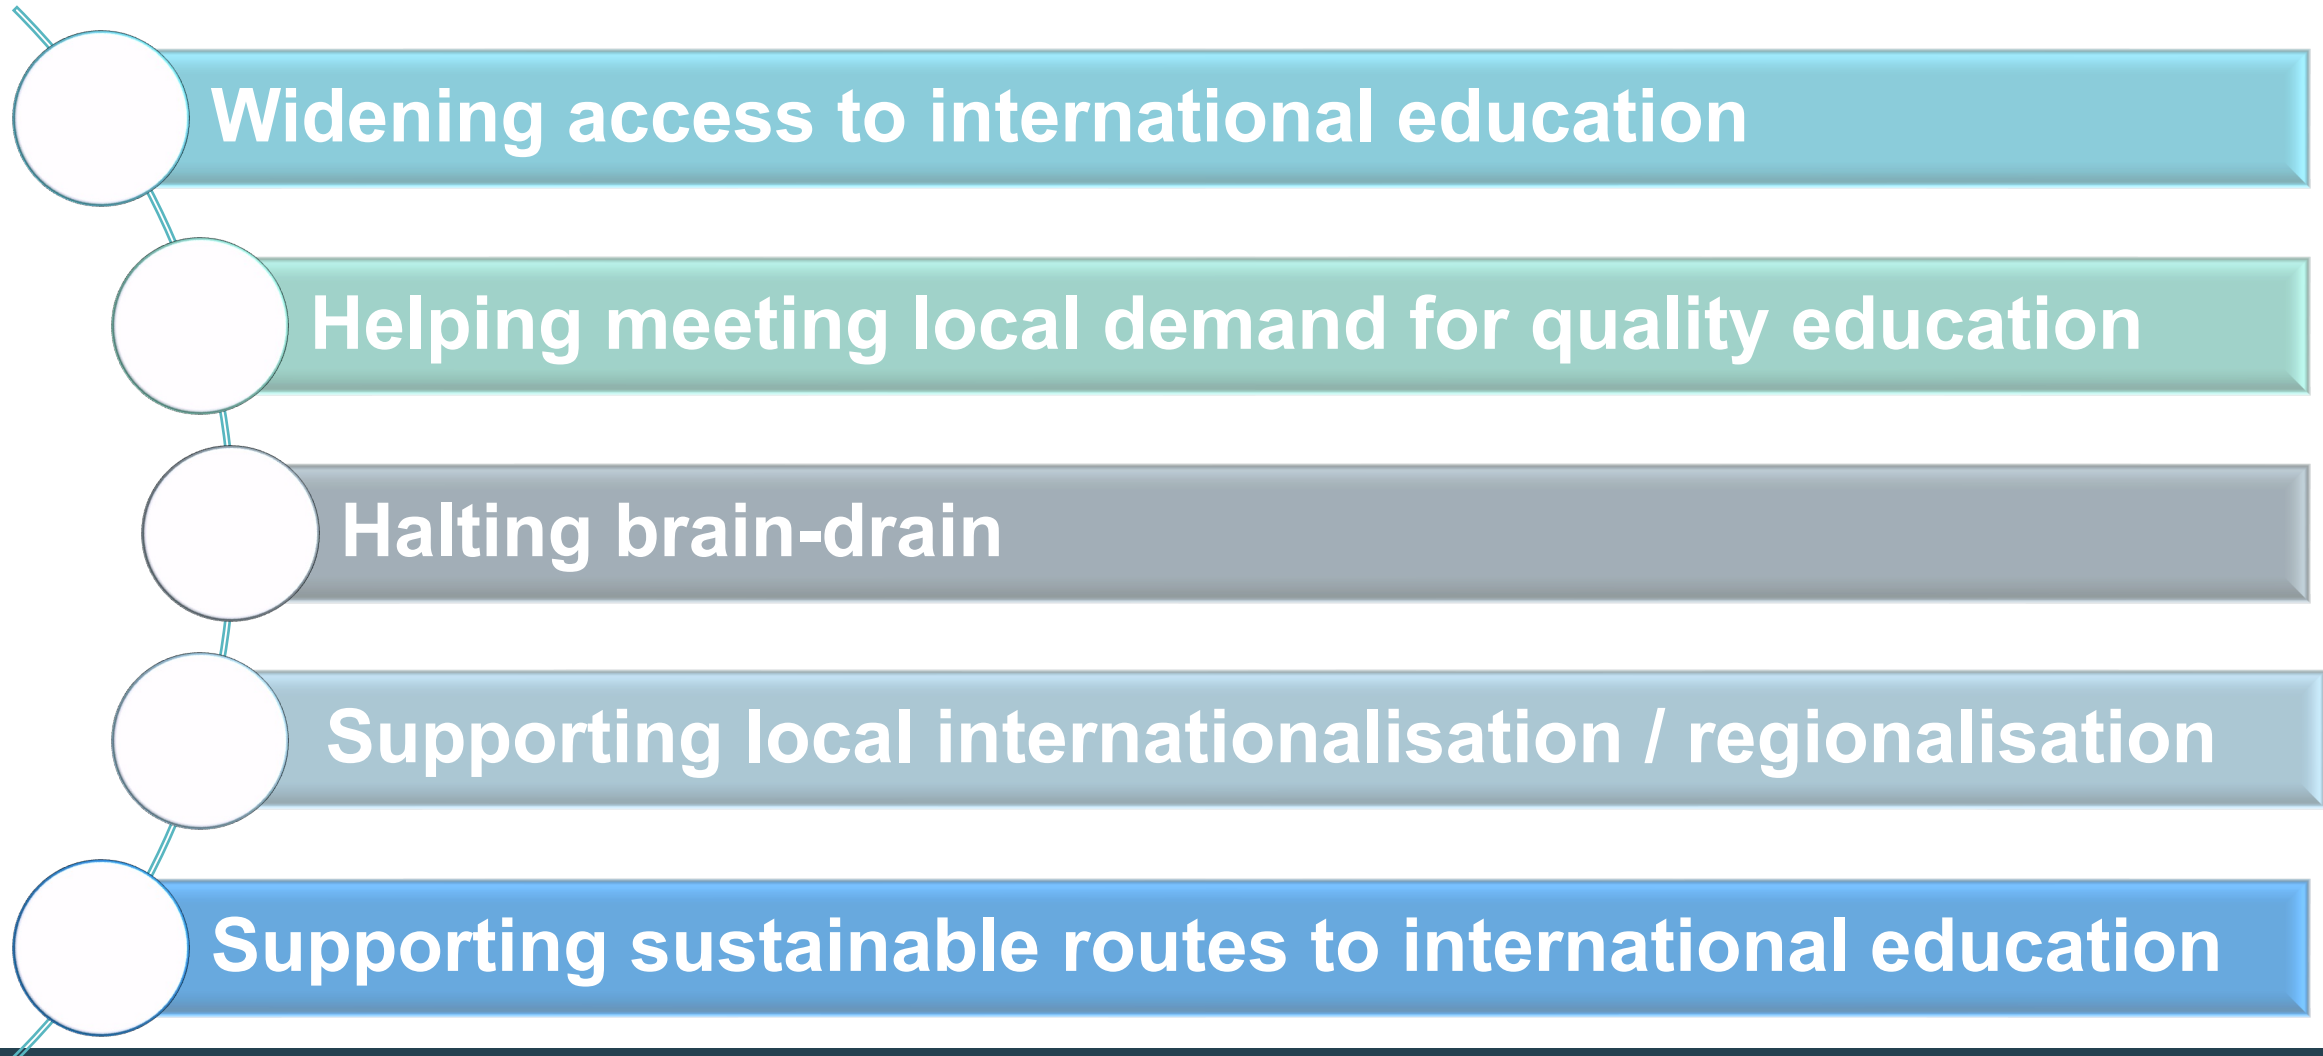 Widening access to international education
Helping meeting local demand for quality education
Halting brain-drain
Supporting local internationalisation / regionalisation
Supporting sustainable routes to international education